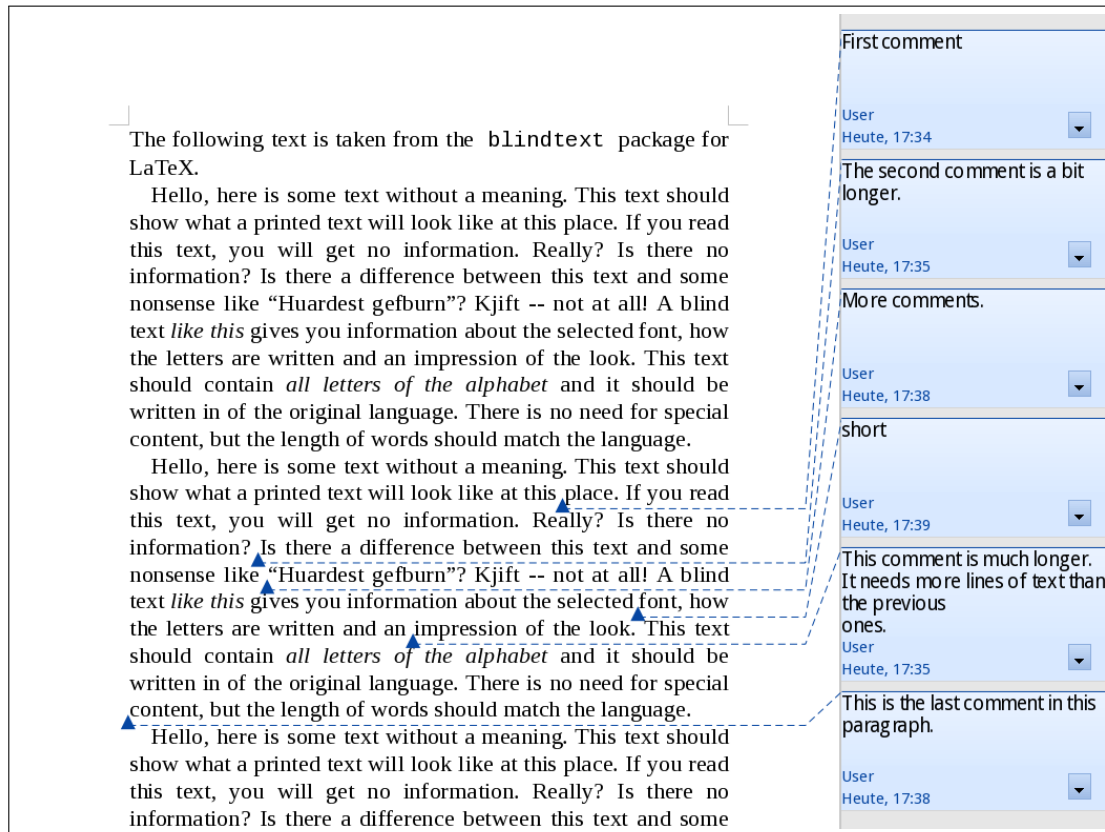 The following text is taken from the blindtext package for
LaTeX.
Hello, here is some text without a meaning. This text should
show what a printed text will look like at this place. If you read
this text, you will get no information. Really? Is there no
information? Is there a difference between this text and some
nonsense like “Huardest gefburn”? Kjift -- not at all! A blind
text like this gives you information about the selected font, how
the letters are written and an impression of the look. This text
should contain all letters of the alphabet and it should be
written in of the original language. There is no need for special
content, but the length of words should match the language.
Hello, here is some text without a meaning. This text should
show what a printed text will look like at this place. If you read
this text, you will get no information. Really? Is there no
information? Is there a difference between this text and some
nonsense like “Huardest gefburn”? Kjift -- not at all! A blind
text like this gives you information about the selected font, how
the letters are written and an impression of the look. This text
should contain all letters of the alphabet and it should be
written in of the original language. There is no need for special
content, but the length of words should match the language.
Hello, here is some text without a meaning. This text should
show what a printed text will look like at this place. If you read
this text, you will get no information. Really? Is there no
information? Is there a difference between this text and some
First comment
User
Heute, 17:34
The second comment is a bit
longer.
User
Heute, 17:35
More comments.
User
Heute, 17:38
short
User
Heute, 17:39
This comment is much longer.
It needs more lines of text than
the previous
ones.
User
Heute, 17:35
This is the last comment in this
paragraph.
User
Heute, 17:38